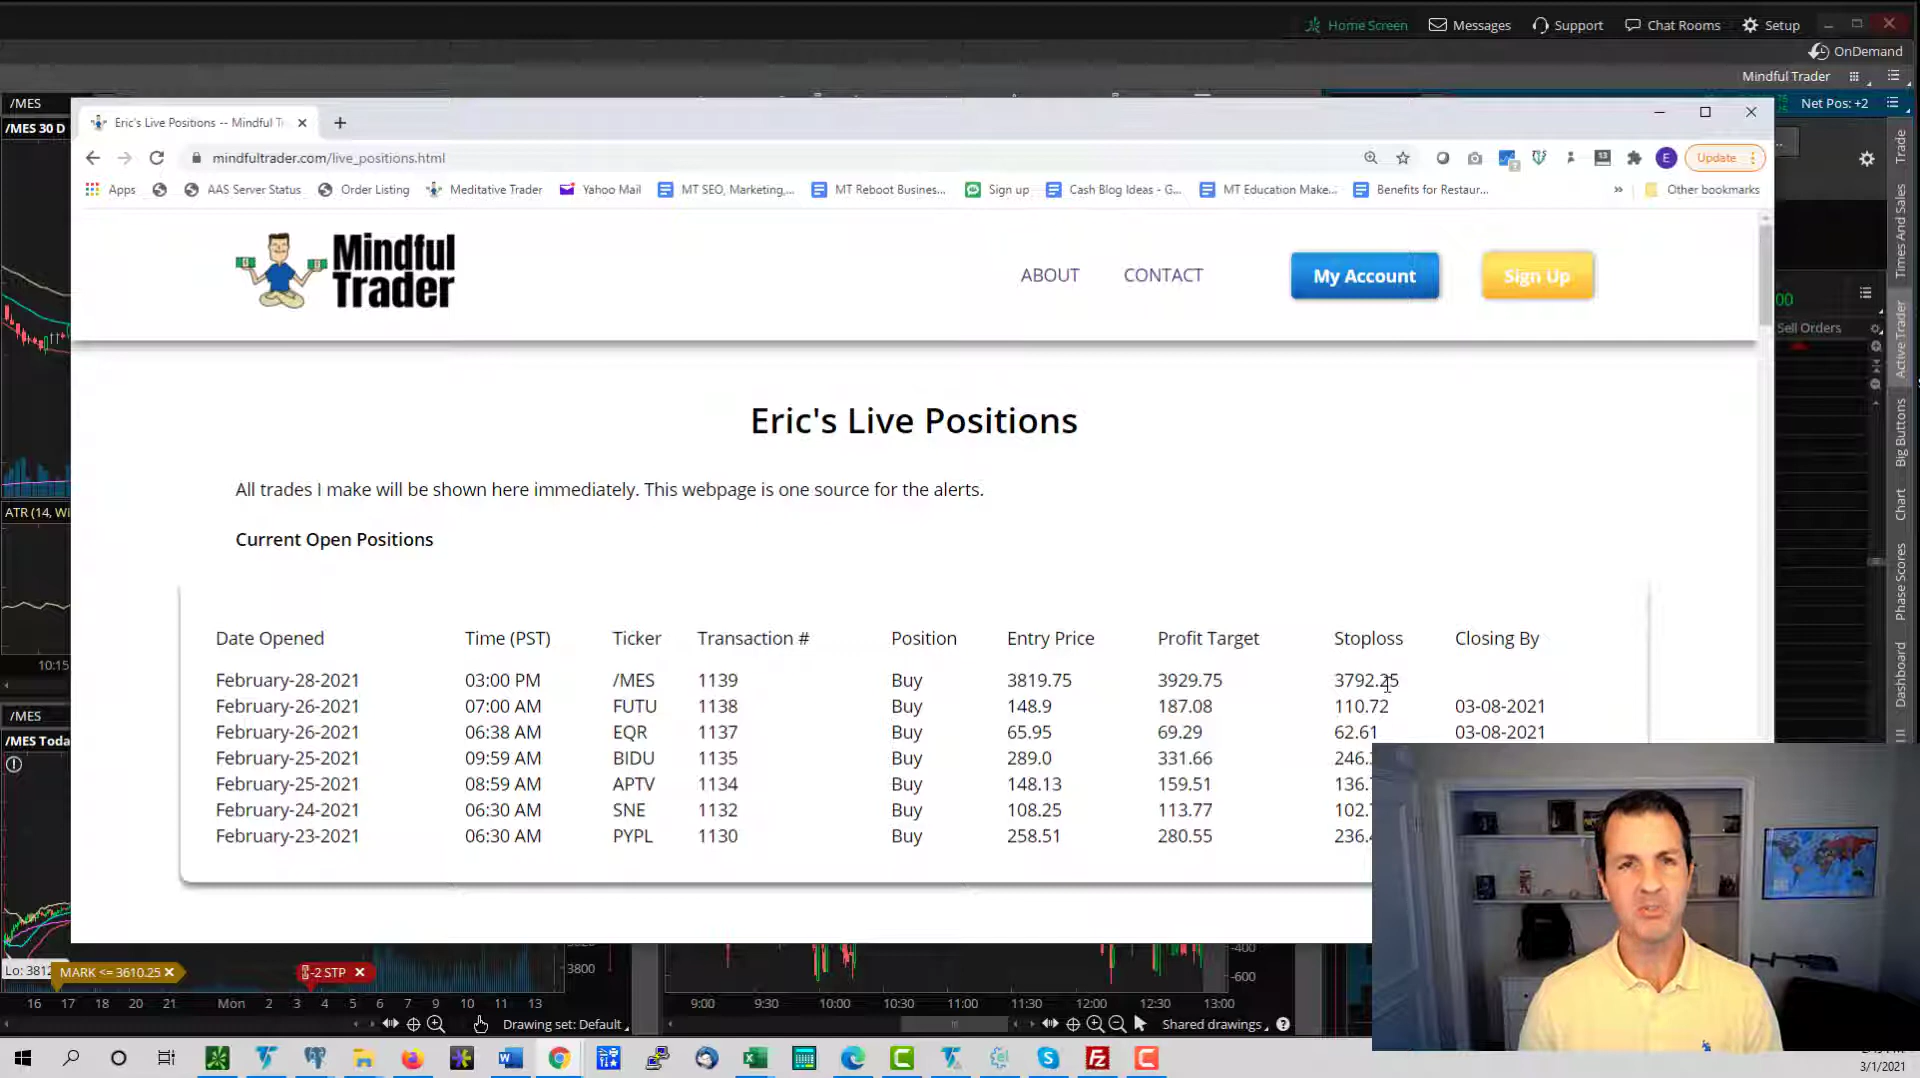 Home Screen Messages Support Chat Rooms Setup
OnDemand
Mindful Trader
/MES
Net Pos: +2
Eric's Live Positions -- Mindful T
/MES 30 D
mindfultrader.com/live_positions.html
E Update
Apps AAS Server Status Order Listing Meditative Trader Yahoo Mail MT SEO, Marketing,... MT Reboot Busines... Sign up Cash Blog Ideas - G... MT Education Make... Benefits for Restaur... » Other bookmarks
Mindful
Trader
ABOUT CONTACT My Account Sign Up
Sell Orders
Trade
Times And Sales
Active Trader
Big Buttons
Chart
Phase Scores
Dashboard
Eric's Live Positions
All trades I make will be shown here immediately. This webpage is one source for the alerts.
Current Open Positions
ATR (14, WI
Date Opened Time (PST) Ticker Transaction # Position Entry Price Profit Target Stoploss Closing By
February-28-2021 03:00 PM /MES 1139 Buy 3819.75 3929.75 3792.25
February-26-2021 07:00 AM FUTU 1138 Buy 148.9 187.08 110.72 03-08-2021
February-26-2021 06:38 AM EQR 1137 Buy 65.95 69.29 62.61 03-08-2021
February-25-2021 09:59 AM BIDU 1135 Buy 289.0 331.66 246.
February-25-2021 08:59 AM APTV 1134 Buy 148.13 159.51 136.
February-24-2021 06:30 AM SNE 1132 Buy 108.25 113.77 102.
February-23-2021 06:30 AM PYPL 1130 Buy 258.51 280.55 236.
10:15
/MES
/MES Toda
Lo: 3812
MARK <= 3610.25
-2 STP
3800
-400
-600
16 17 18 20 21 Mon 2 3 4 5 6 7 8 9 10 11 12 13
9:00 9:30 10:00 10:30 11:00 11:30 12:00 12:30 13:00
Drawing set: Default
Shared drawings
3/1/2021